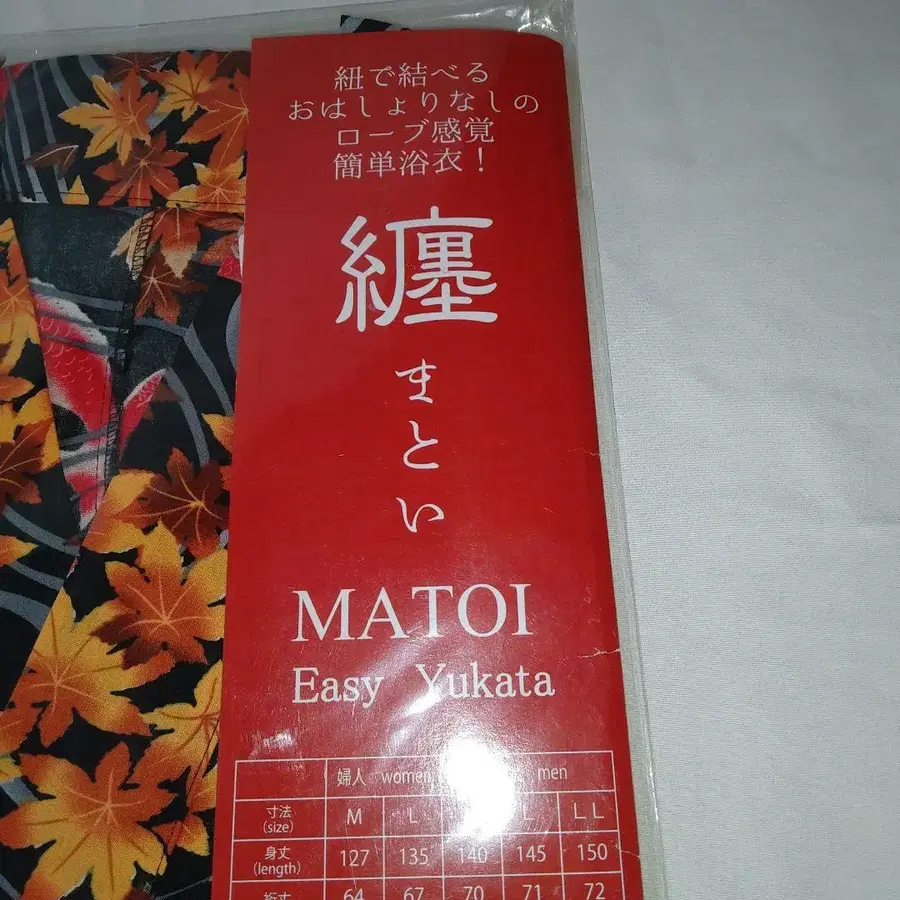 紐で結べる
おはしょりなしの
ローブ感覚
簡単浴衣!
纏
まとい
MATOI
Easy Yukata
婦人 women men
寸法 (size) M L L LL
身丈 (length) 127 135 140 145 150
裄丈 64 67 70 71 72